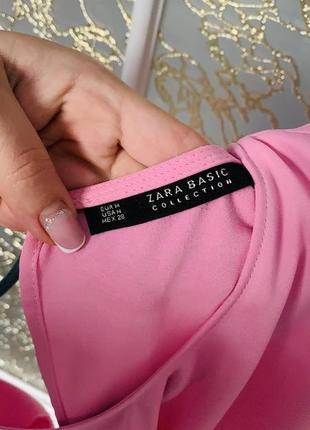 EUR M
USA M
MEX 28
ZARA BASIC
COLLECTION